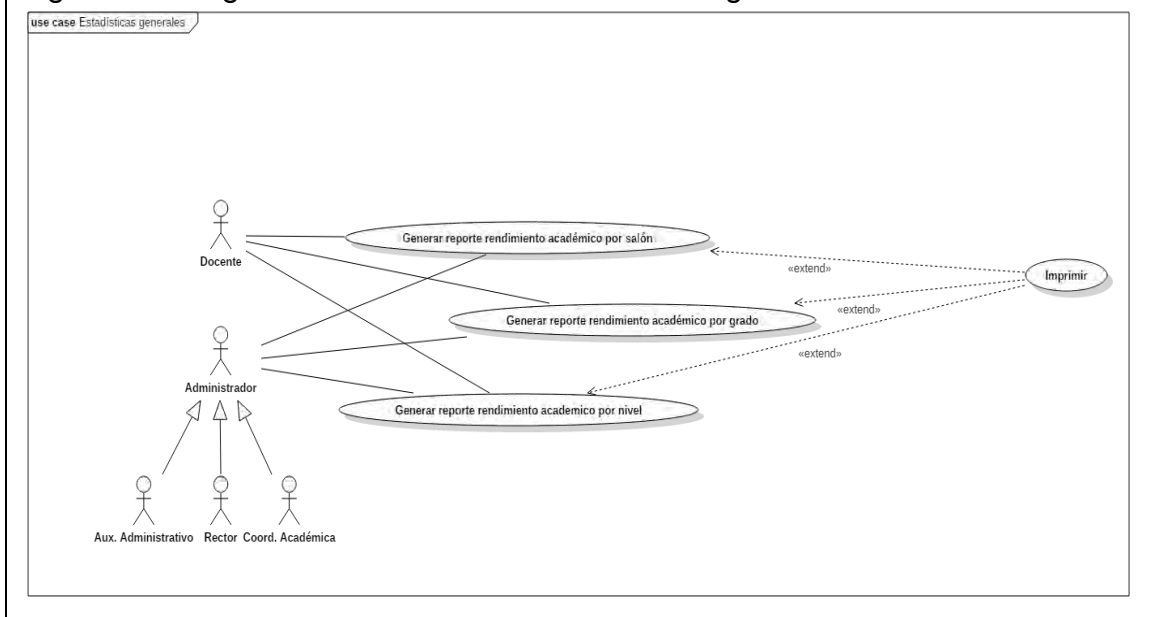 use case Estadísticas generales
Docente
Generar reporte rendimiento académico por salón
«extend»
Imprimir
Generar reporte rendimiento académico por grado
«extend»
Administrador
«extend»
Generar reporte rendimiento academico por nivel
Aux. Administrativo Rector Coord. Académica